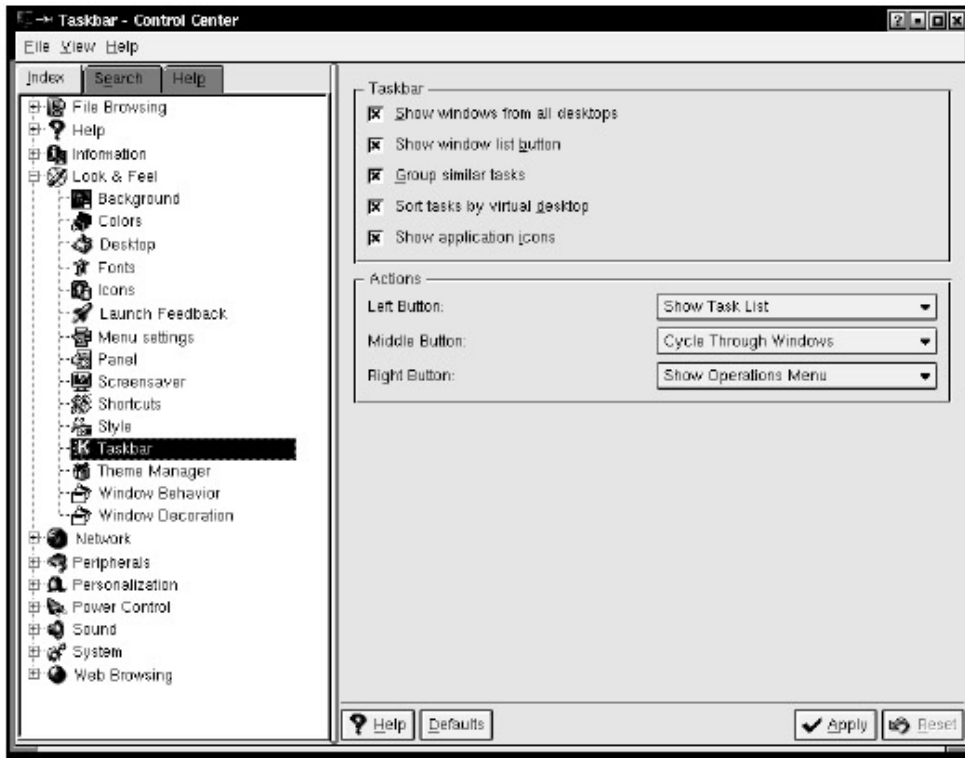 Taskbar - Control Center
File View Help
Index Search Help
File Browsing
Help
Information
Look & Feel
Background
Colors
Desktop
Fonts
Icons
Launch Feedback
Menu settings
Panel
Screensaver
Shortcuts
Style
Taskbar
Theme Manager
Window Behavior
Window Decoration
Network
Peripherals
Personalization
Power Control
Sound
System
Web Browsing
Taskbar
Show windows from all desktops
Show window list button
Group similar tasks
Sort tasks by virtual desktop
Show application icons
Actions
Left Button: Show Task List
Middle Button: Cycle Through Windows
Right Button: Show Operations Menu
Help Defaults Apply Reset